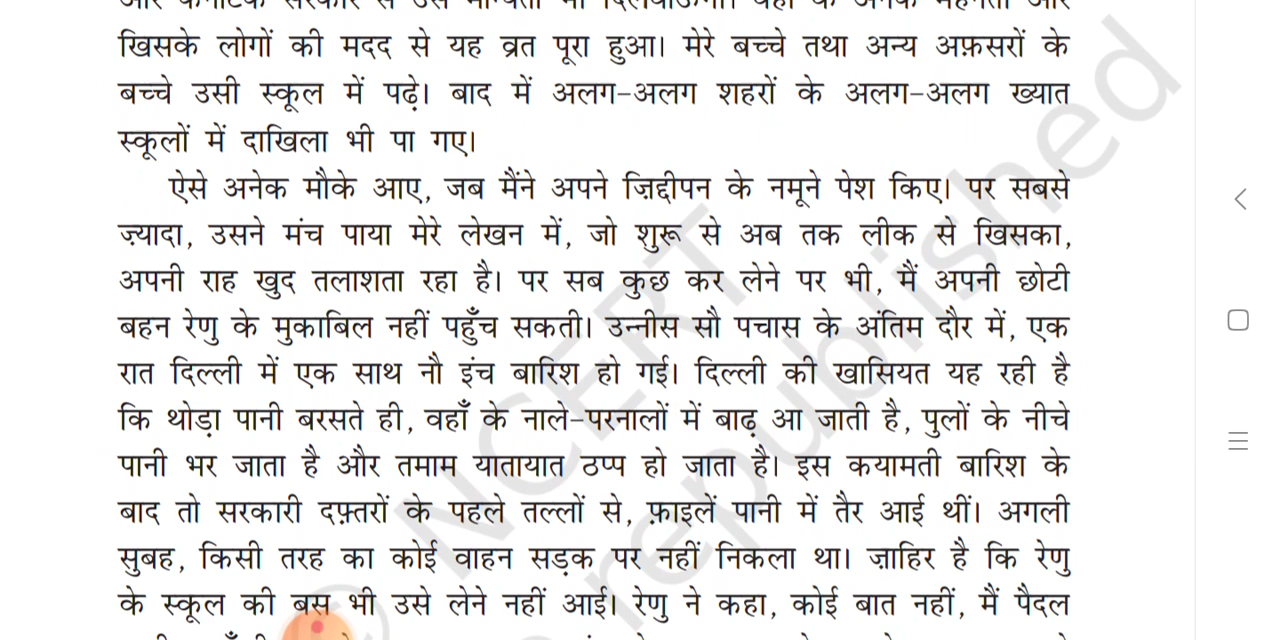 खिसके लोगों की मदद से यह व्रत पूरा हुआ। मेरे बच्चे तथा अन्य अफ़सरों के
बच्चे उसी स्कूल में पढ़े। बाद में अलग-अलग शहरों के अलग-अलग ख्यात
स्कूलों में दाखिला भी पा गए।
ऐसे अनेक मौके आए, जब मैंने अपने ज़िद्दीपन के नमूने पेश किए। पर सबसे
ज़्यादा, उसने मंच पाया मेरे लेखन में, जो शुरू से अब तक लीक से खिसका,
अपनी राह खुद तलाशता रहा है। पर सब कुछ कर लेने पर भी, मैं अपनी छोटी
बहन रेणु के मुकाबिल नहीं पहुँच सकती। उन्नीस सौ पचास के अंतिम दौर में, एक
रात दिल्ली में एक साथ नौ इंच बारिश हो गई। दिल्ली की खासियत यह रही है
कि थोड़ा पानी बरसते ही, वहाँ के नाले-परनालों में बाढ़ आ जाती है, पुलों के नीचे
पानी भर जाता है और तमाम यातायात ठप्प हो जाता है। इस कयामती बारिश के
बाद तो सरकारी दफ़्तरों के पहले तल्लों से, फ़ाइलें पानी में तैर आई थीं। अगली
सुबह, किसी तरह का कोई वाहन सड़क पर नहीं निकला था। ज़ाहिर है कि रेणु
के स्कूल की बस भी उसे लेने नहीं आई। रेणु ने कहा, कोई बात नहीं, मैं पैदल
© NCERT
republished